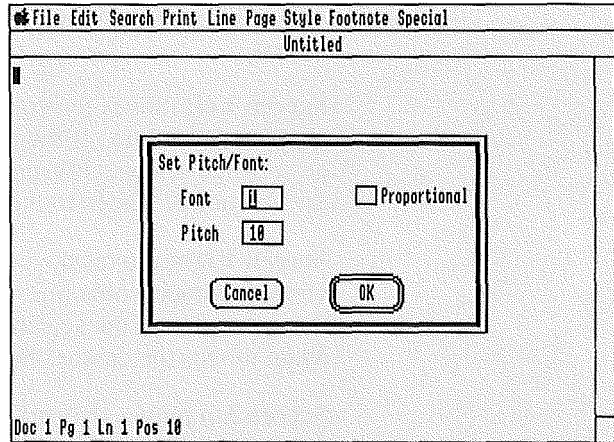 File Edit Search Print Line Page Style Footnote Special
Untitled
Set Pitch/Font:
Font 1 Proportional
Pitch 10
Cancel OK
Doc 1 Pg 1 Ln 1 Pos 10